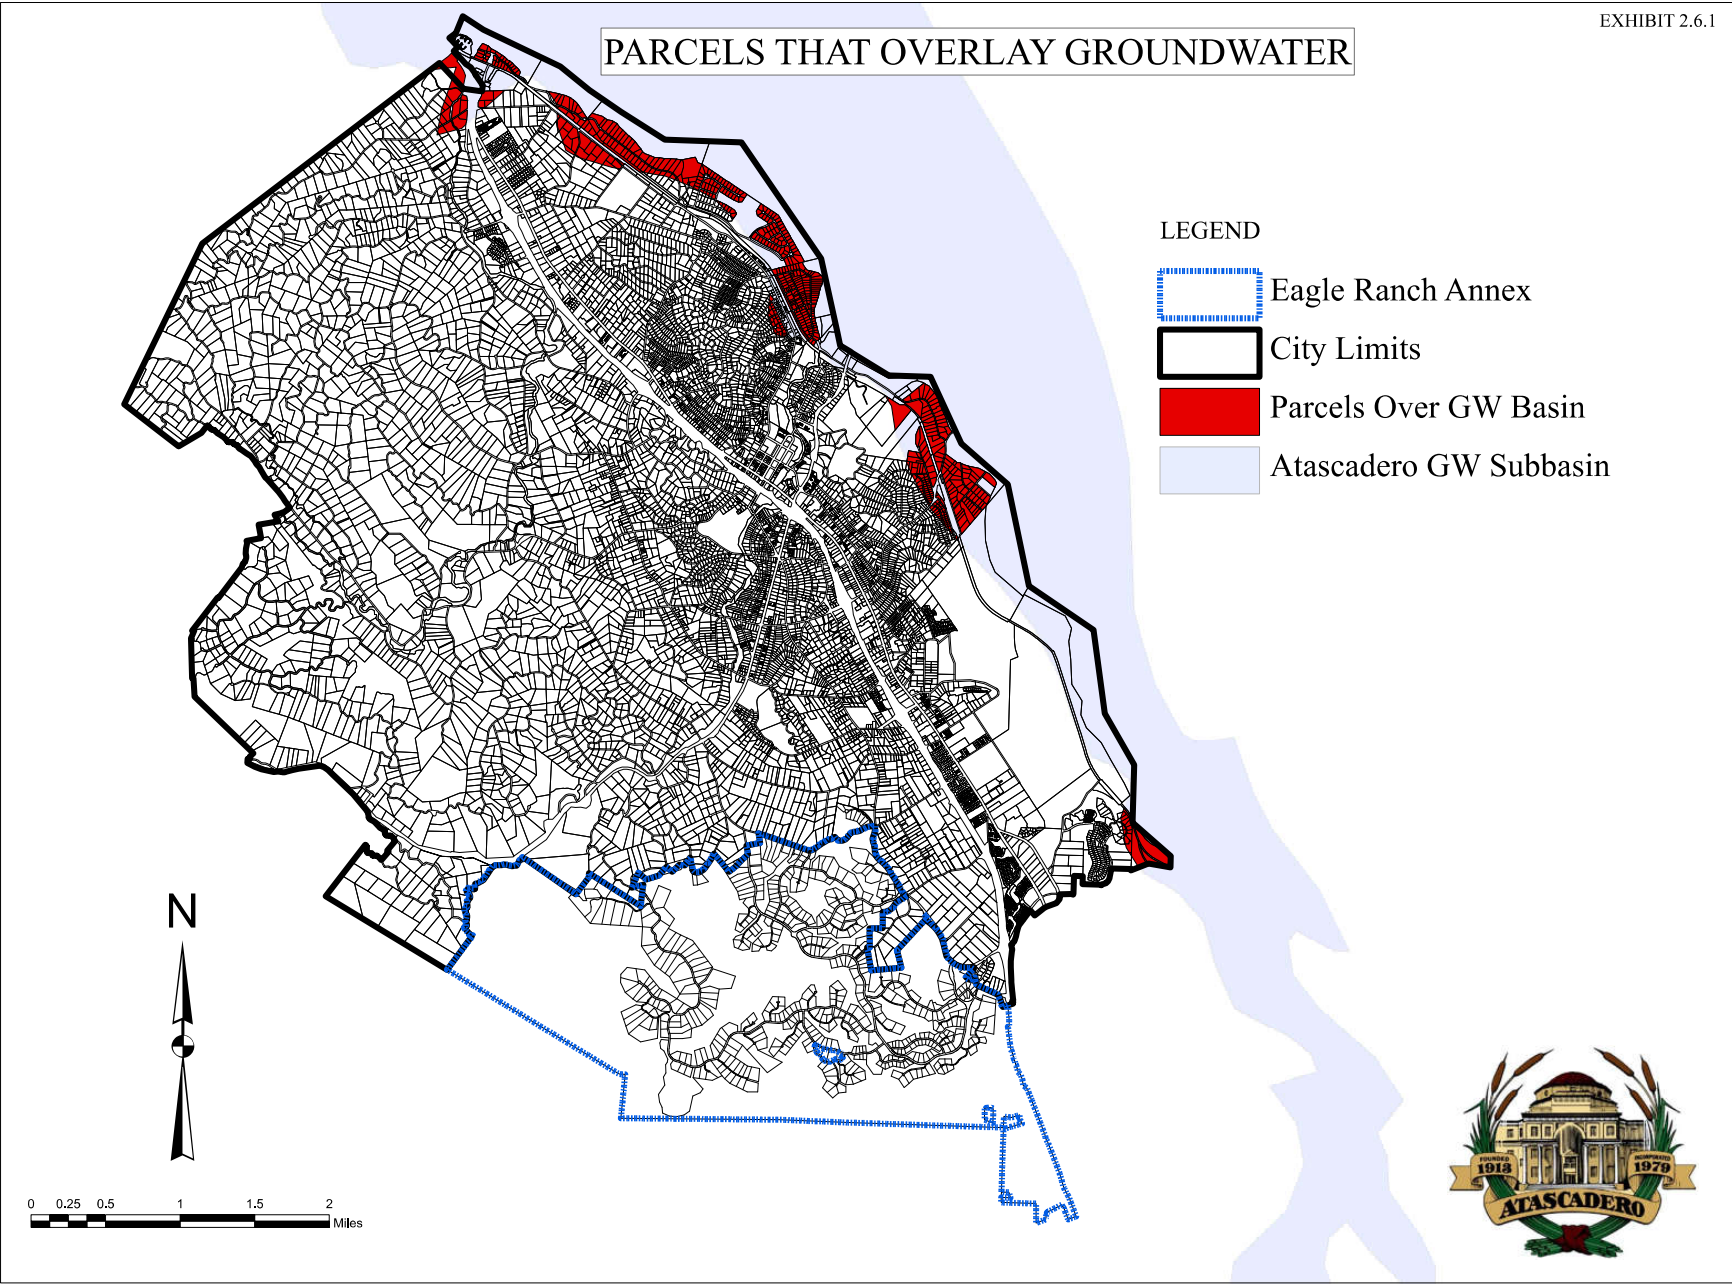 EXHIBIT 2.6.1
PARCELS THAT OVERLAY GROUNDWATER
LEGEND
Eagle Ranch Annex
City Limits
Parcels Over GW Basin
Atascadero GW Subbasin
N
0 0.25 0.5 1 1.5 2
Miles
FOUNDED
1913
INCORPORATED
1979
ATASCADERO